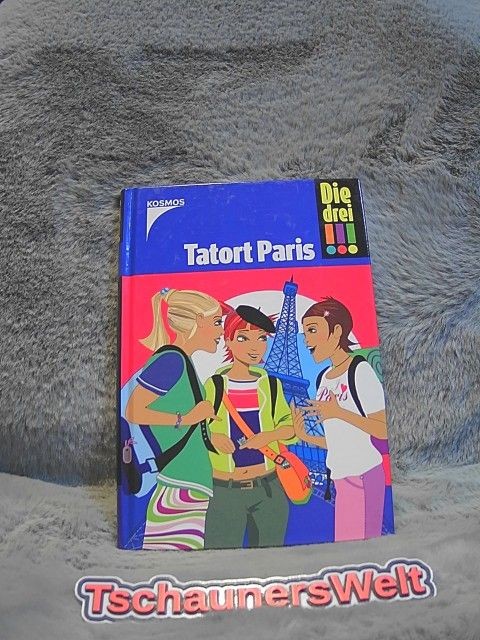 KOSMOS
Die
drei
!!!
Tatort Paris
Paris
TschaunersWelt